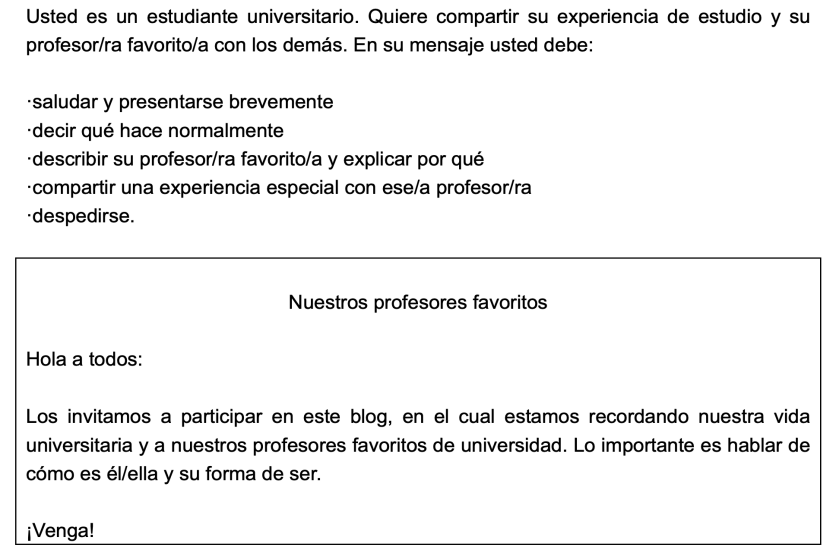 Usted es un estudiante universitario. Quiere compartir su experiencia de estudio y su
profesor/ra favorito/a con los demás. En su mensaje usted debe:
·saludar y presentarse brevemente
·decir qué hace normalmente
·describir su profesor/ra favorito/a y explicar por qué
·compartir una experiencia especial con ese/a profesor/ra
·despedirse.
Nuestros profesores favoritos
Hola a todos:
Los invitamos a participar en este blog, en el cual estamos recordando nuestra vida
universitaria y a nuestros profesores favoritos de universidad. Lo importante es hablar de
cómo es él/ella y su forma de ser.
¡Venga!